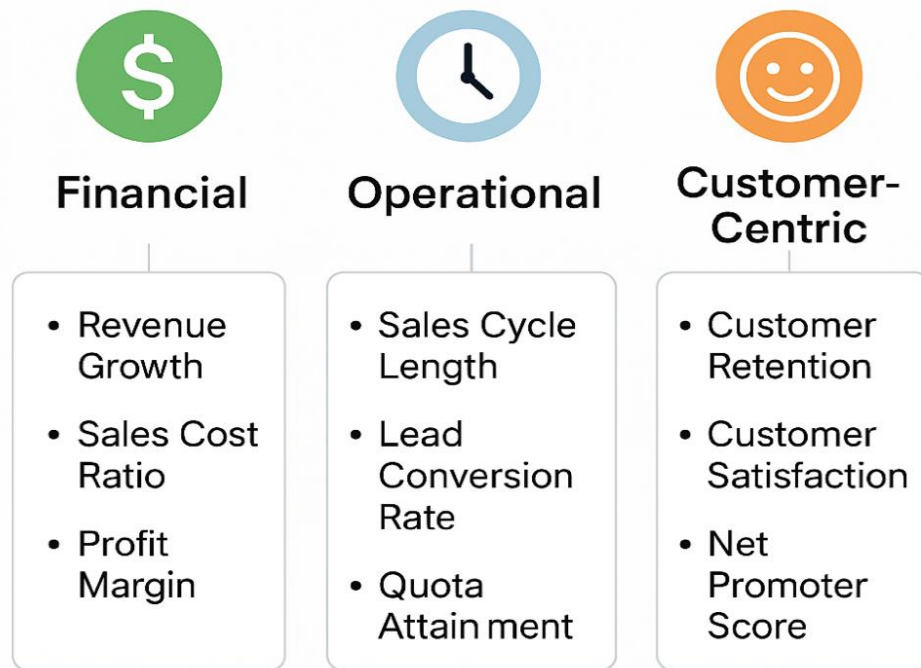 $
Financial
• Revenue
Growth
• Sales Cost
Ratio
• Profit
Margin
Operational
• Sales Cycle
Length
• Lead
Conversion
Rate
• Quota
Attain ment
Customer-
Centric
• Customer
Retention
• Customer
Satisfaction
• Net
Promoter
Score